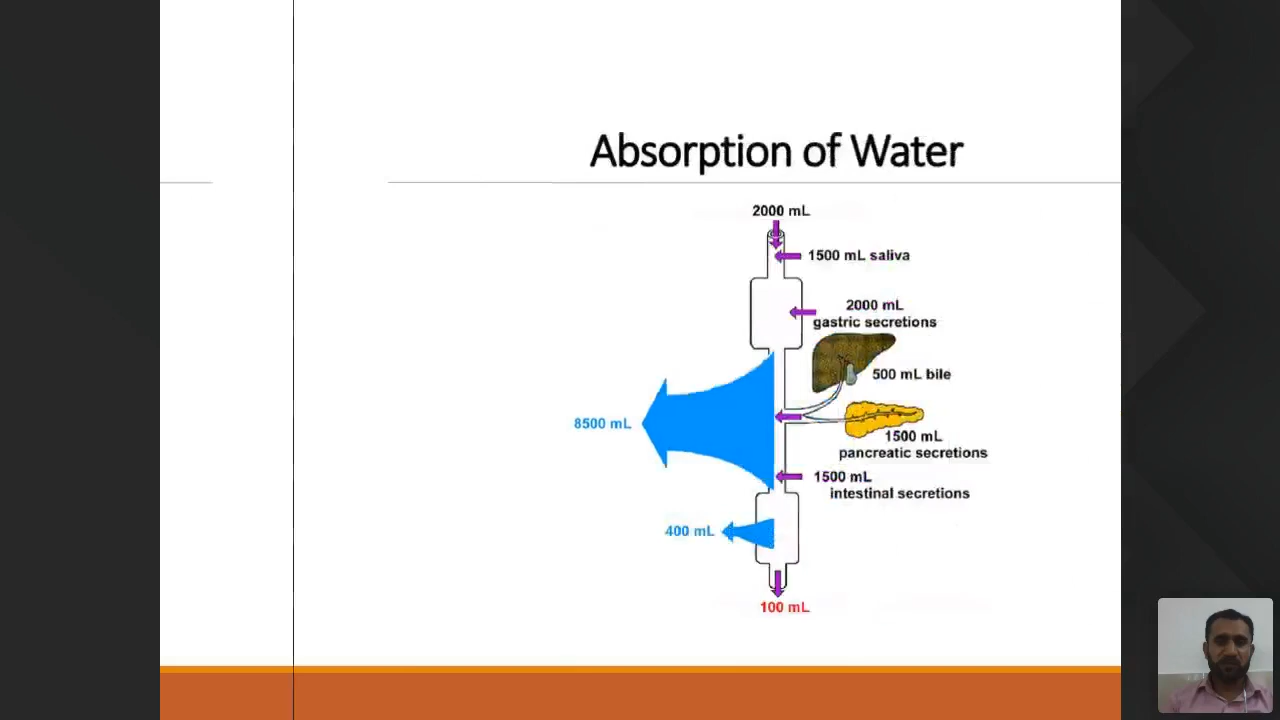 Absorption of Water
2000 mL
1500 mL saliva
2000 mL
gastric secretions
500 mL bile
8500 mL
1500 mL
pancreatic secretions
1500 mL
intestinal secretions
400 mL
100 mL